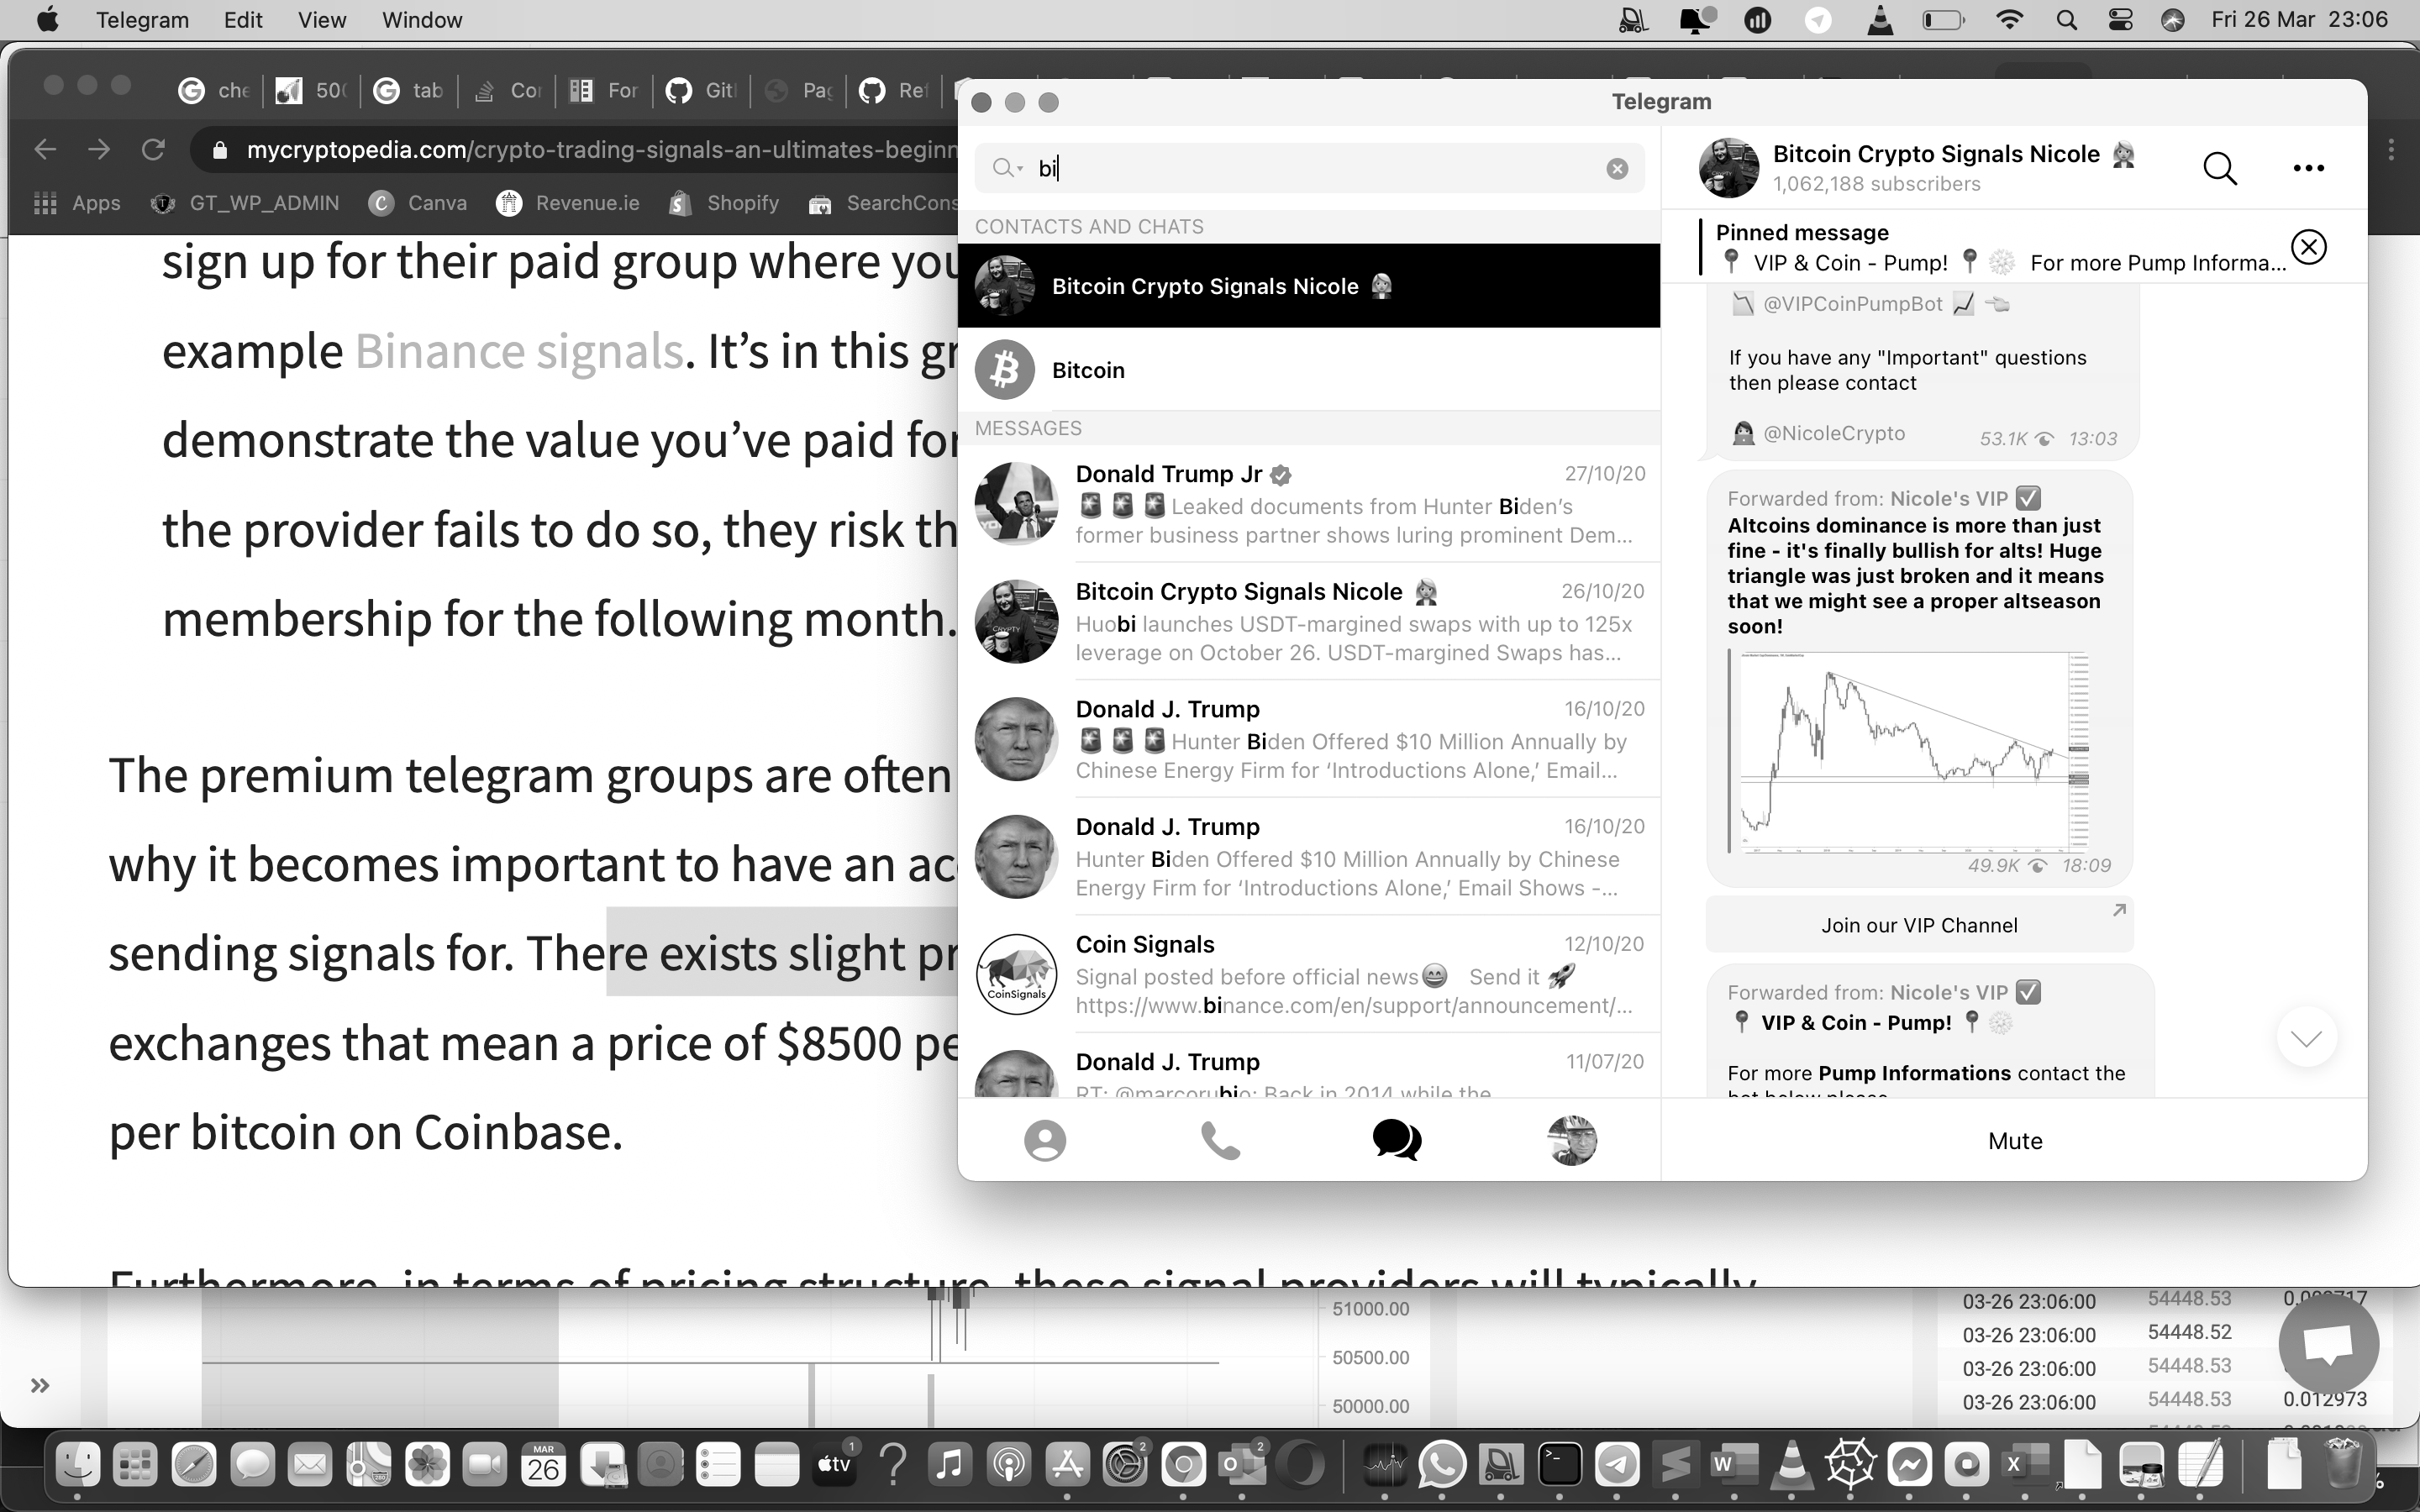 Telegram Edit View Window
Fri 26 Mar 23:06
che 50( tab Cor For Git Pag Ref
mycryptopedia.com/crypto-trading-signals-an-ultimates-beginn
Apps GT_WP_ADMIN Canva Revenue.ie Shopify SearchCons
sign up for their paid group where you
example Binance signals. It’s in this gr
demonstrate the value you’ve paid for
the provider fails to do so, they risk th
membership for the following month.
The premium telegram groups are often
why it becomes important to have an acc
sending signals for. There exists slight pr
exchanges that mean a price of $8500 pe
per bitcoin on Coinbase.
Furthermore, in terms of pricing structure, these signal providers will typically
Telegram
bi
CONTACTS AND CHATS
Bitcoin Crypto Signals Nicole
Bitcoin
MESSAGES
Donald Trump Jr 27/10/20
Leaked documents from Hunter Biden’s
former business partner shows luring prominent Dem...
Bitcoin Crypto Signals Nicole 26/10/20
Huobi launches USDT-margined swaps with up to 125x
leverage on October 26. USDT-margined Swaps has...
Donald J. Trump 16/10/20
Hunter Biden Offered $10 Million Annually by
Chinese Energy Firm for ‘Introductions Alone,’ Email...
Donald J. Trump 16/10/20
Hunter Biden Offered $10 Million Annually by Chinese
Energy Firm for ‘Introductions Alone,’ Email Shows -...
Coin Signals 12/10/20
CoinSignals
Signal posted before official news😄 Send it 🚀
https://www.binance.com/en/support/announcement/...
Donald J. Trump 11/07/20
RT: @marcorubio: Back in 2014 while the
Bitcoin Crypto Signals Nicole
1,062,188 subscribers
Pinned message
📍 VIP & Coin - Pump! 📍 For more Pump Informa...
@VIPCoinPumpBot
If you have any "Important" questions
then please contact
@NicoleCrypto 53.1K 13:03
Forwarded from: Nicole's VIP ☑
Altcoins dominance is more than just
fine - it's finally bullish for alts! Huge
triangle was just broken and it means
that we might see a proper altseason
soon!
49.9K 18:09
Join our VIP Channel
Forwarded from: Nicole's VIP ☑
📍 VIP & Coin - Pump! 📍
For more Pump Informations contact the
bot below please
Mute
51000.00
50500.00
50000.00
03-26 23:06:00 54448.53
03-26 23:06:00 54448.52
03-26 23:06:00 54448.53
03-26 23:06:00 54448.53 0.012973
MAR
26
tv
1
2
2